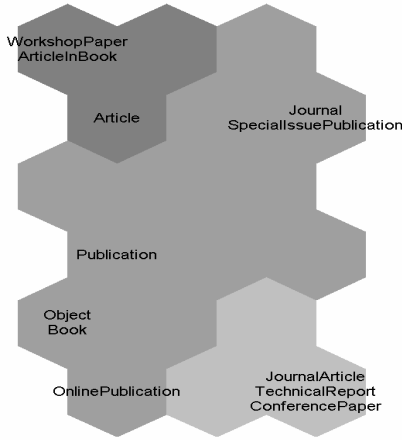 WorkshopPaper
ArticleInBook
Article
Journal
SpecialIssuePublication
Publication
Object
Book
OnlinePublication
JournalArticle
TechnicalReport
ConferencePaper